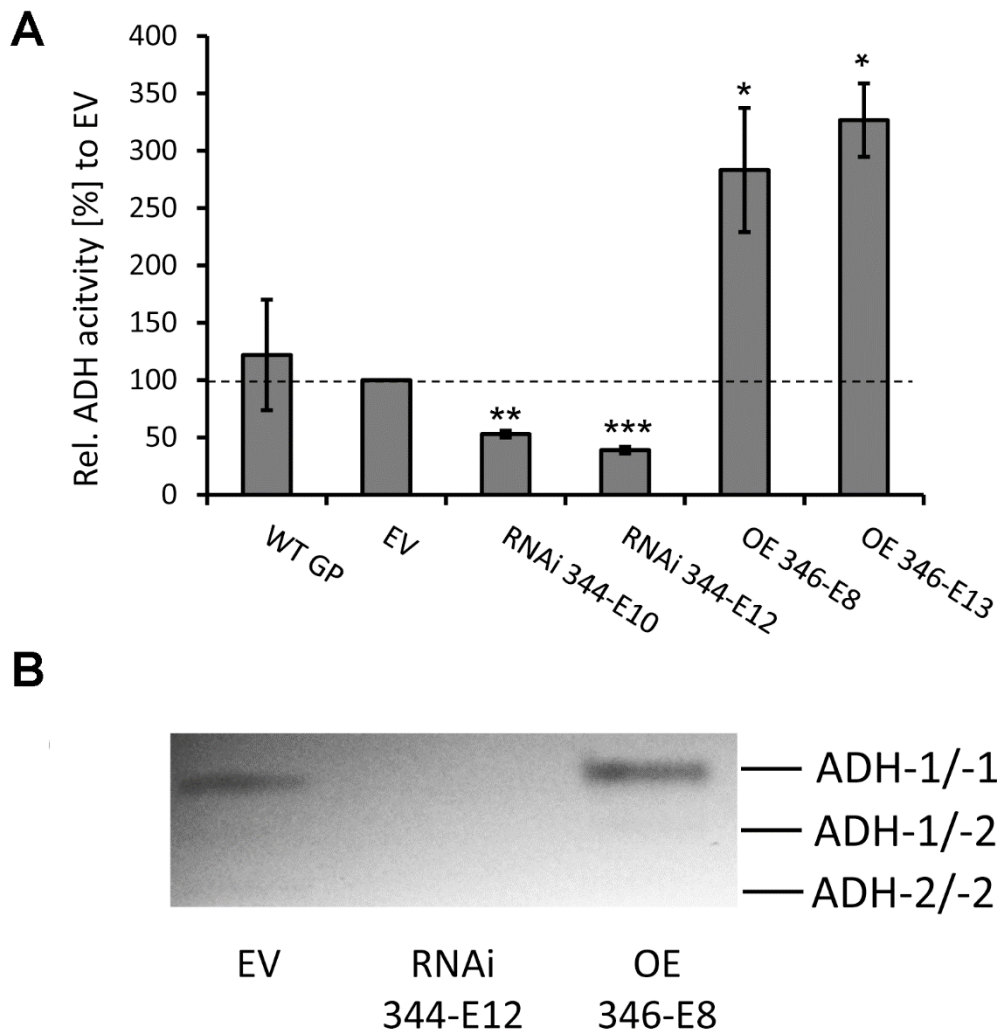 A
Rel. ADH acitvity [%] to EV
400
350
300
250
200
150
100
50
0
*
*
**
***
WT GP
EV
RNAi 344-E10
RNAi 344-E12
OE 346-E8
OE 346-E13
B
ADH-1/-1
ADH-1/-2
ADH-2/-2
EV
RNAi
344-E12
OE
346-E8